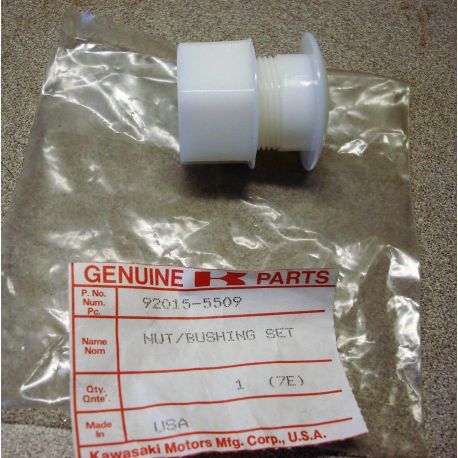 GENUINE K PARTS
P. No.
Num.
Pc.
92015-5509
Name
Nom
NUT/BUSHING SET
Qty.
Qnte'.
1 (7E)
Made
In
USA
Kawasaki Motors Mfg. Corp., U.S.A.